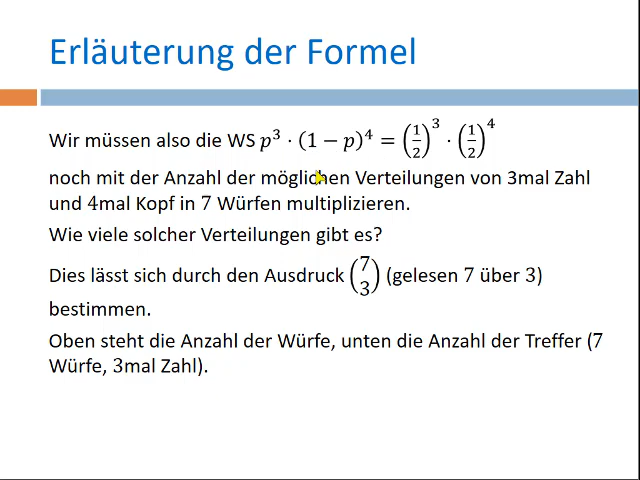 Erläuterung der Formel
Wir müssen also die WS $p^3 \cdot (1-p)^4 = \left(\frac{1}{2}\right)^3 \cdot \left(\frac{1}{2}\right)^4$
noch mit der Anzahl der möglichen Verteilungen von 3mal Zahl
und 4mal Kopf in 7 Würfen multiplizieren.
Wie viele solcher Verteilungen gibt es?
Dies lässt sich durch den Ausdruck $\binom{7}{3}$ (gelesen 7 über 3)
bestimmen.
Oben steht die Anzahl der Würfe, unten die Anzahl der Treffer (7
Würfe, 3mal Zahl).